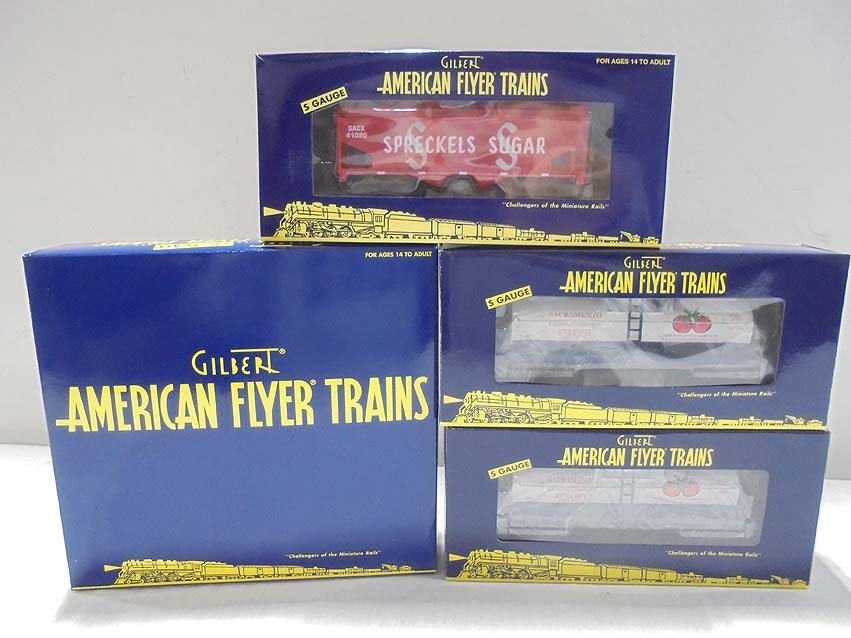 GILBERT®
AMERICAN FLYER® TRAINS
FOR AGES 14 TO ADULT
S GAUGE
GACX
41020
SPRECKELS SUGAR
"Challengers of the Miniature Rails"
FOR AGES 14 TO ADULT
GILBERT®
AMERICAN FLYER® TRAINS
"Challengers of the Miniature Rails"
GILBERT®
AMERICAN FLYER® TRAINS
S GAUGE
SACRAMENTO
"Challengers of the Miniature Rails"
GILBERT®
AMERICAN FLYER® TRAINS
S GAUGE
SACRAMENTO
"Challengers of the Miniature Rails"